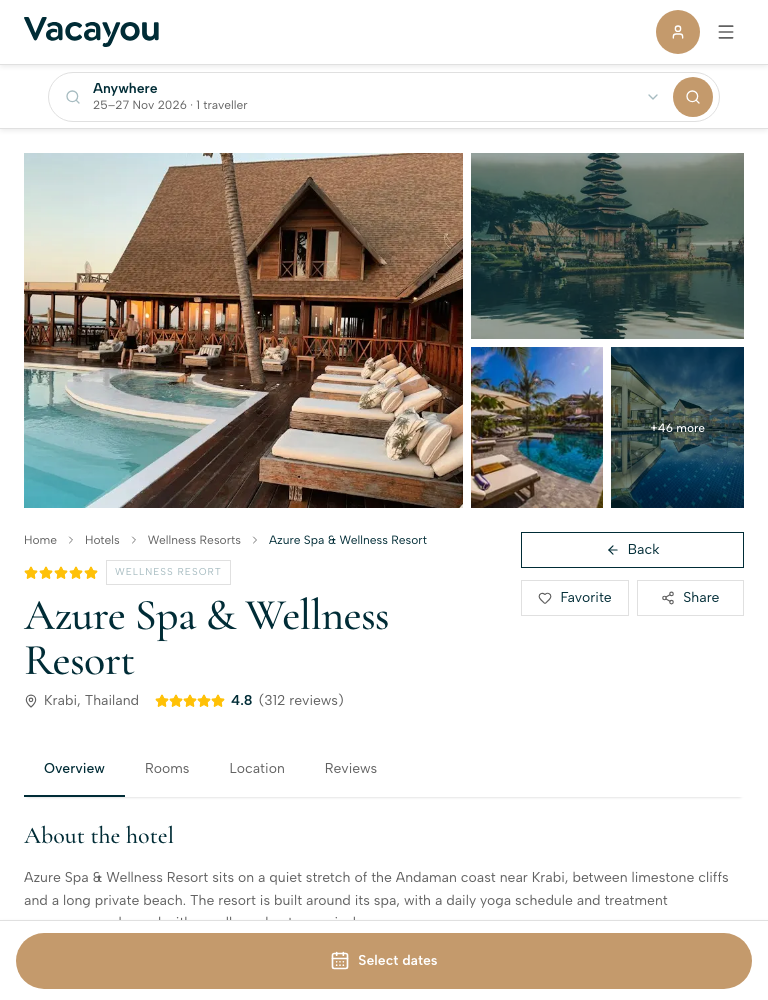 Vacayou
Anywhere
25–27 Nov 2026 · 1 traveller
+46 more
Home > Hotels > Wellness Resorts > Azure Spa & Wellness Resort
Back
WELLNESS RESORT
Favorite
Share
Azure Spa & Wellness
Resort
Krabi, Thailand
4.8 (312 reviews)
Overview
Rooms
Location
Reviews
About the hotel
Azure Spa & Wellness Resort sits on a quiet stretch of the Andaman coast near Krabi, between limestone cliffs
and a long private beach. The resort is built around its spa, with a daily yoga schedule and treatment
Select dates